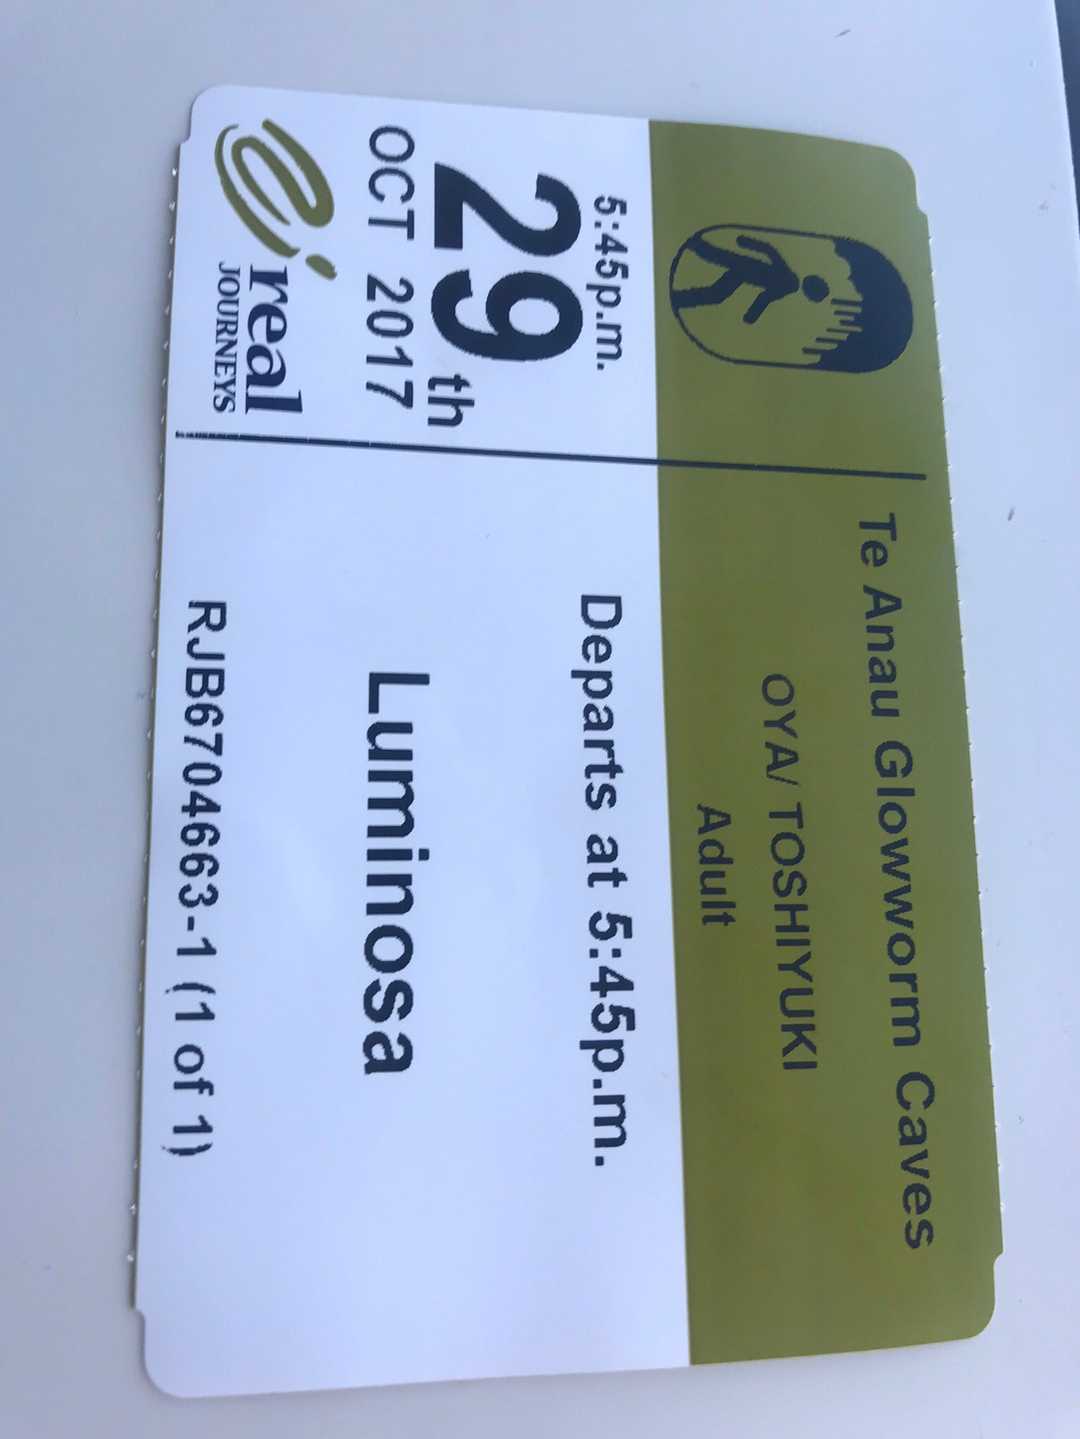 Te Anau Glowworm Caves
OYA/ TOSHIYUKI
Adult
5:45p.m.
29th
OCT 2017
real
JOURNEYS
Departs at 5:45p.m.
Luminosa
RJB6704663-1 (1 of 1)